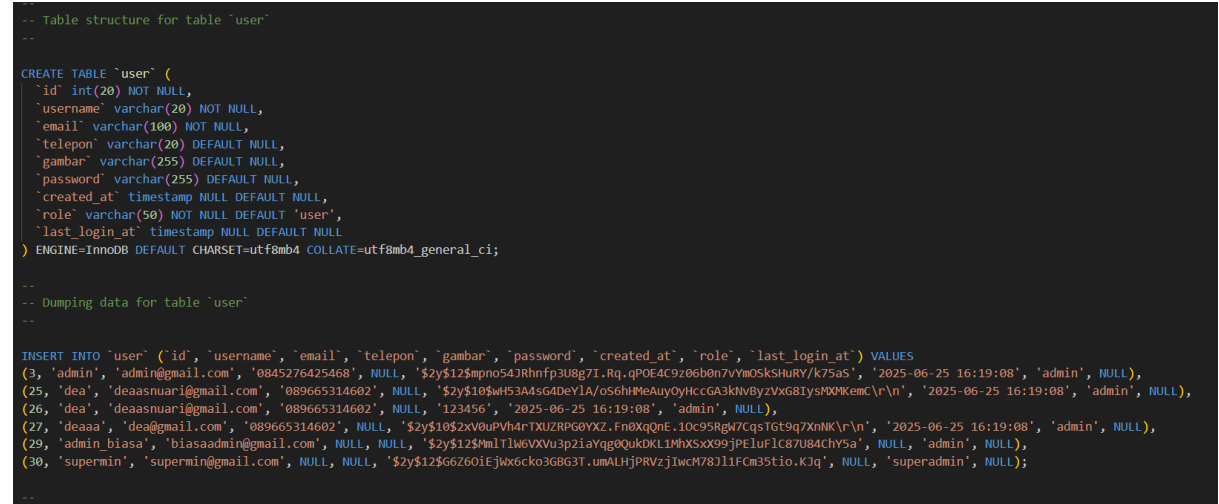 --
-- Table structure for table `user`
--
CREATE TABLE `user` (
`id` int(20) NOT NULL,
`username` varchar(20) NOT NULL,
`email` varchar(100) NOT NULL,
`telepon` varchar(20) DEFAULT NULL,
`gambar` varchar(255) DEFAULT NULL,
`password` varchar(255) DEFAULT NULL,
`created_at` timestamp NULL DEFAULT NULL,
`role` varchar(50) NOT NULL DEFAULT 'user',
`last_login_at` timestamp NULL DEFAULT NULL
) ENGINE=InnoDB DEFAULT CHARSET=utf8mb4 COLLATE=utf8mb4_general_ci;
--
-- Dumping data for table `user`
--
INSERT INTO `user` (`id`, `username`, `email`, `telepon`, `gambar`, `password`, `created_at`, `role`, `last_login_at`) VALUES
(3, 'admin', 'admin@gmail.com', '0845276425468', NULL, '$2y$12$mpno54JRhnfp3U8g7I.Rq.qPOE4C9z06b0n7vYmOSkSHuRY/k75aS', '2025-06-25 16:19:08', 'admin', NULL),
(25, 'dea', 'deaasnuari@gmail.com', '089665314602', NULL, '$2y$10$wH53A4sG4DeYlA/oS6hHMeAuyOyHccGA3kNvByzVxG8IysMXMKemC\r\n', '2025-06-25 16:19:08', 'admin', NULL),
(26, 'dea', 'deaasnuari@gmail.com', '089665314602', NULL, '123456', '2025-06-25 16:19:08', 'admin', NULL),
(27, 'deaaa', 'dea@gmail.com', '089665314602', NULL, '$2y$10$2xV0uPVh4rTXUZRPG0YXZ.Fn0XqQnE.1Oc95RgW7CqsTGt9q7XnNK\r\n', '2025-06-25 16:19:08', 'admin', NULL),
(29, 'admin_biasa', 'biasaadmin@gmail.com', NULL, NULL, '$2y$12$MmlTlW6VXVu3p2iaYqg0QukDKL1MhXSxX99jPEluFlC87U84ChY5a', NULL, 'admin', NULL),
(30, 'supermin', 'supermin@gmail.com', NULL, NULL, '$2y$12$G6Z6OiEjWx6cko3GBG3T.umALHjPRVzjIwcM78Jl1FCm35tio.KJq', NULL, 'superadmin', NULL);
--